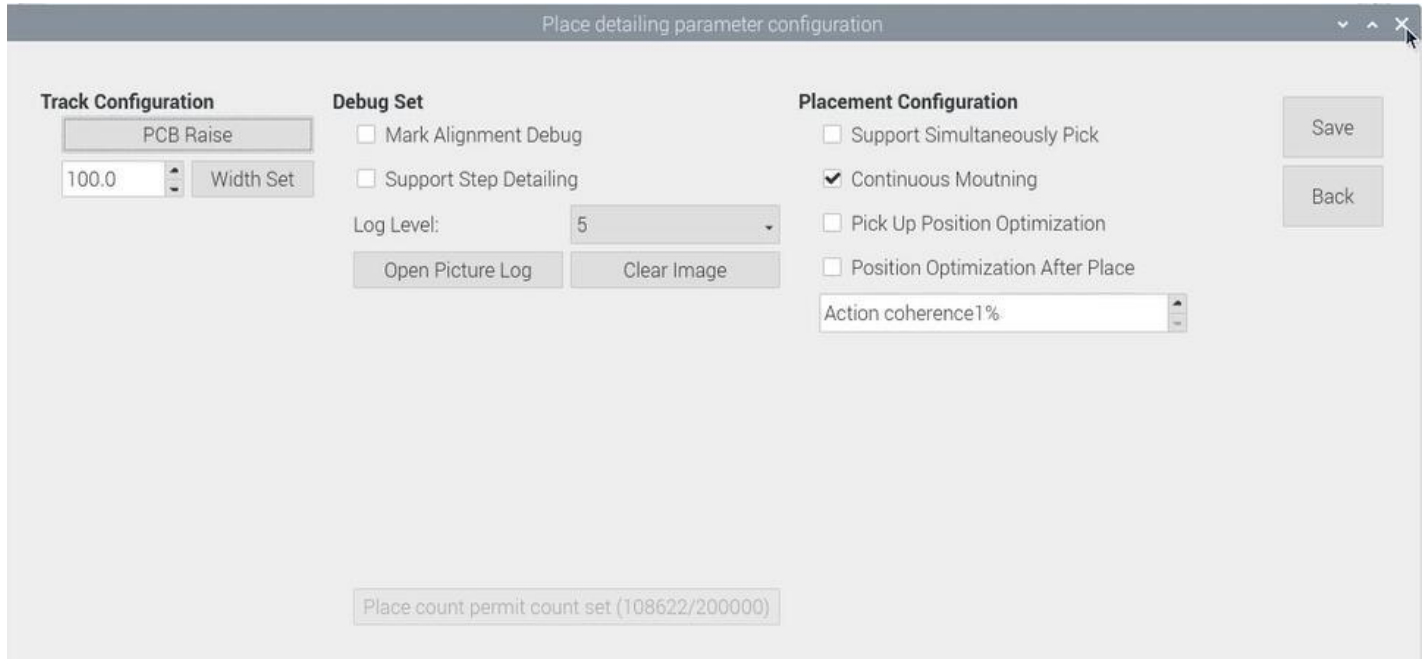 Place detailing parameter configuration
Track Configuration
PCB Raise
100.0
Width Set
Debug Set
Mark Alignment Debug
Support Step Detailing
Log Level:
5
Open Picture Log
Clear Image
Place count permit count set (108622/200000)
Placement Configuration
Support Simultaneously Pick
Continuous Moutning
Pick Up Position Optimization
Position Optimization After Place
Action coherence1%
Save
Back